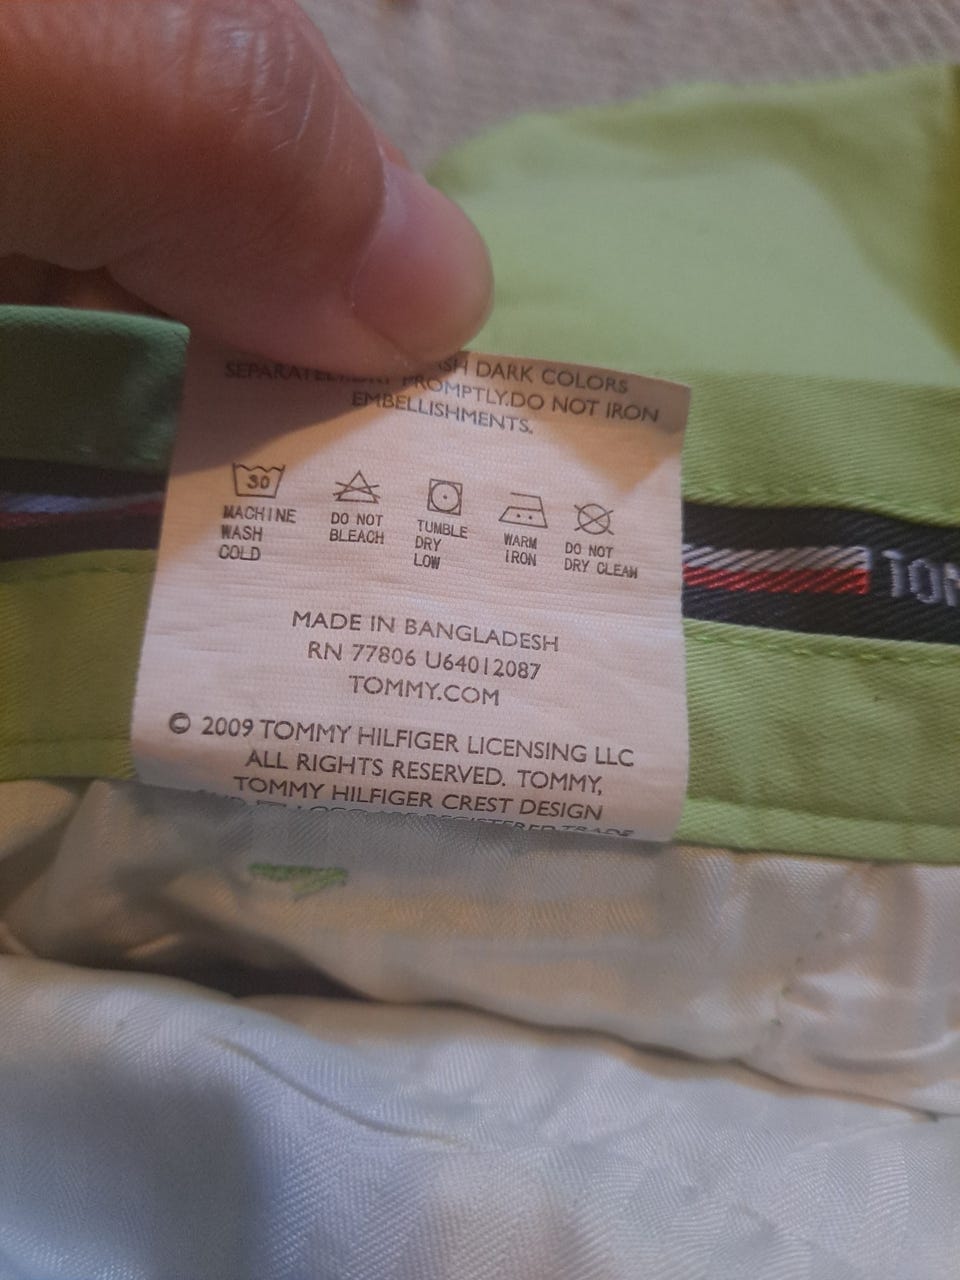 DARK COLORS
PROMPTLY.DO NOT IRON
EMBELLISHMENTS.
30
MACHINE
WASH
COLD
DO NOT
BLEACH
TUMBLE
DRY
LOW
WARM
IRON
DO NOT
DRY CLEAN
MADE IN BANGLADESH
RN 77806 U64012087
TOMMY.COM
© 2009 TOMMY HILFIGER LICENSING LLC
ALL RIGHTS RESERVED. TOMMY,
TOMMY HILFIGER CREST DESIGN
REGISTERED TRADE